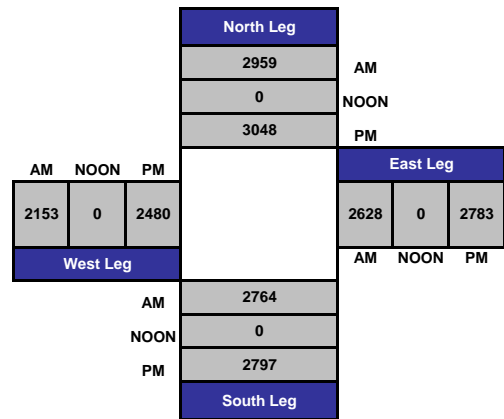 North Leg
2959 AM
0 NOON
3048 PM
AM NOON PM
East Leg
2153 0 2480
2628 0 2783
West Leg
AM NOON PM
AM 2764
NOON 0
PM 2797
South Leg